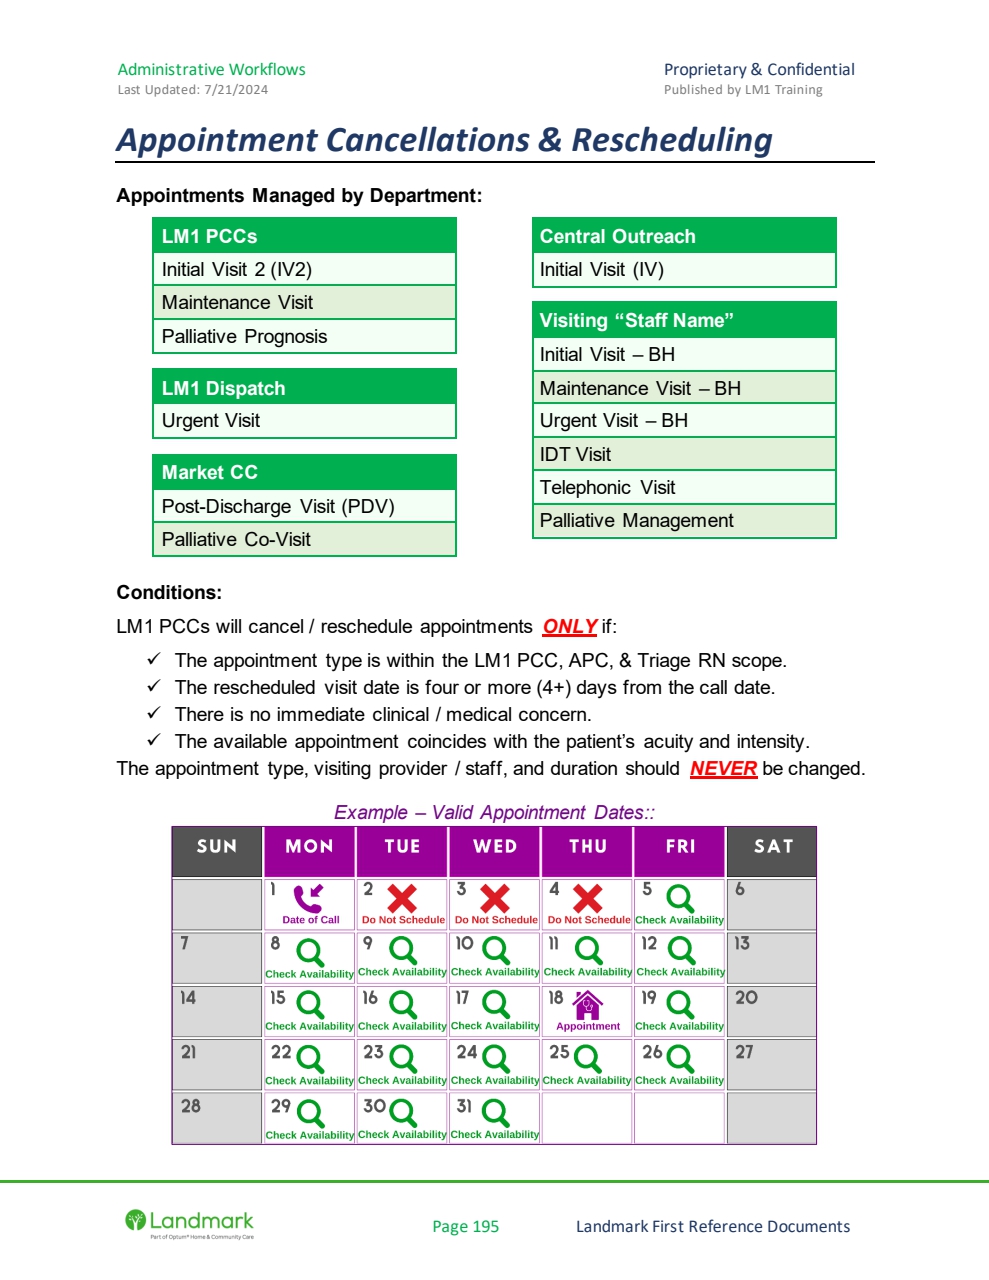 Administrative Workflows
Proprietary & Confidential
Last Updated: 7/21/2024
Published by LM1 Training
Appointment Cancellations & Rescheduling
Appointments Managed by Department:
LM1 PCCs
Initial Visit 2 (IV2)
Maintenance Visit
Palliative Prognosis
LM1 Dispatch
Urgent Visit
Market CC
Post-Discharge Visit (PDV)
Palliative Co-Visit
Central Outreach
Initial Visit (IV)
Visiting “Staff Name”
Initial Visit – BH
Maintenance Visit – BH
Urgent Visit – BH
IDT Visit
Telephonic Visit
Palliative Management
Conditions:
LM1 PCCs will cancel / reschedule appointments ONLY if:
✓ The appointment type is within the LM1 PCC, APC, & Triage RN scope.
✓ The rescheduled visit date is four or more (4+) days from the call date.
✓ There is no immediate clinical / medical concern.
✓ The available appointment coincides with the patient’s acuity and intensity.
The appointment type, visiting provider / staff, and duration should NEVER be changed.
Example – Valid Appointment Dates::
SUN MON TUE WED THU FRI SAT
1 2 3 4 5 6
Date of Call Do Not Schedule Do Not Schedule Do Not Schedule Check Availability
7 8 9 10 11 12 13
Check Availability Check Availability Check Availability Check Availability Check Availability
14 15 16 17 18 19 20
Check Availability Check Availability Check Availability Appointment Check Availability
21 22 23 24 25 26 27
Check Availability Check Availability Check Availability Check Availability Check Availability
28 29 30 31
Check Availability Check Availability Check Availability
Landmark
Part of Optum® Home & Community Care
Page 195
Landmark First Reference Documents